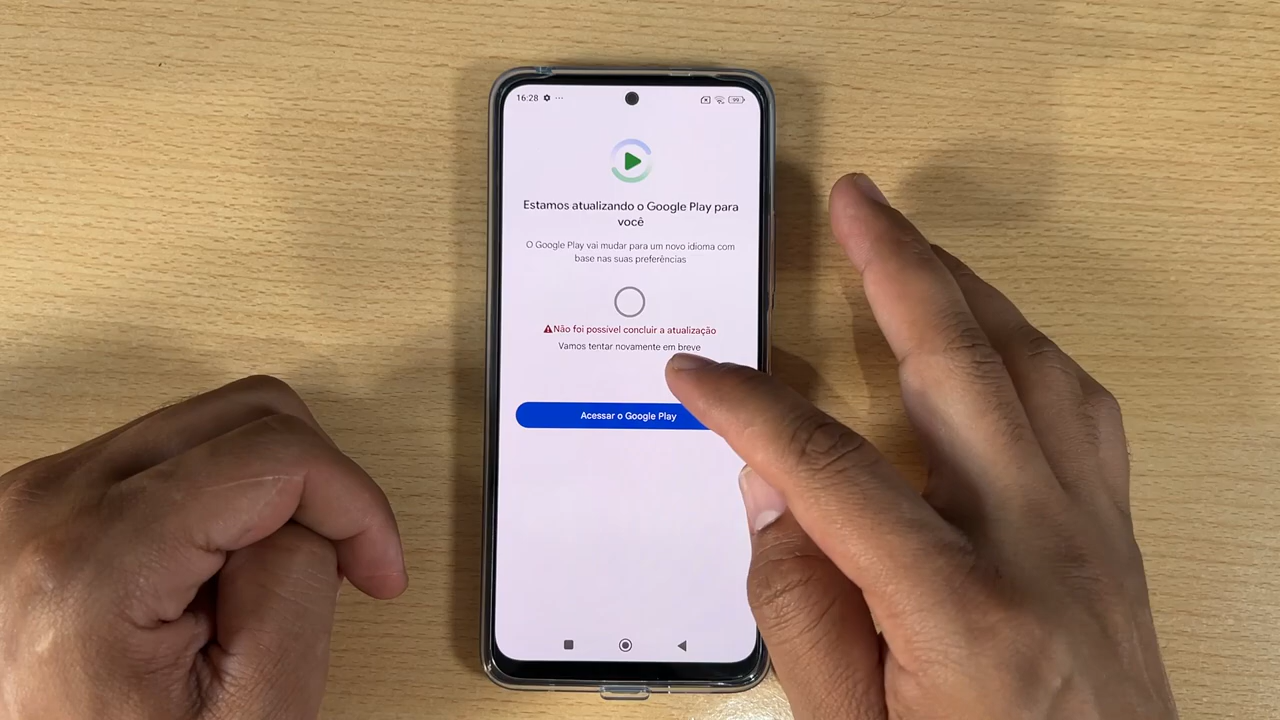 16:28 ...
99
Estamos atualizando o Google Play para
você
O Google Play vai mudar para um novo idioma com
base nas suas preferências
Não foi possível concluir a atualização
Vamos tentar novamente em breve
Acessar o Google Play